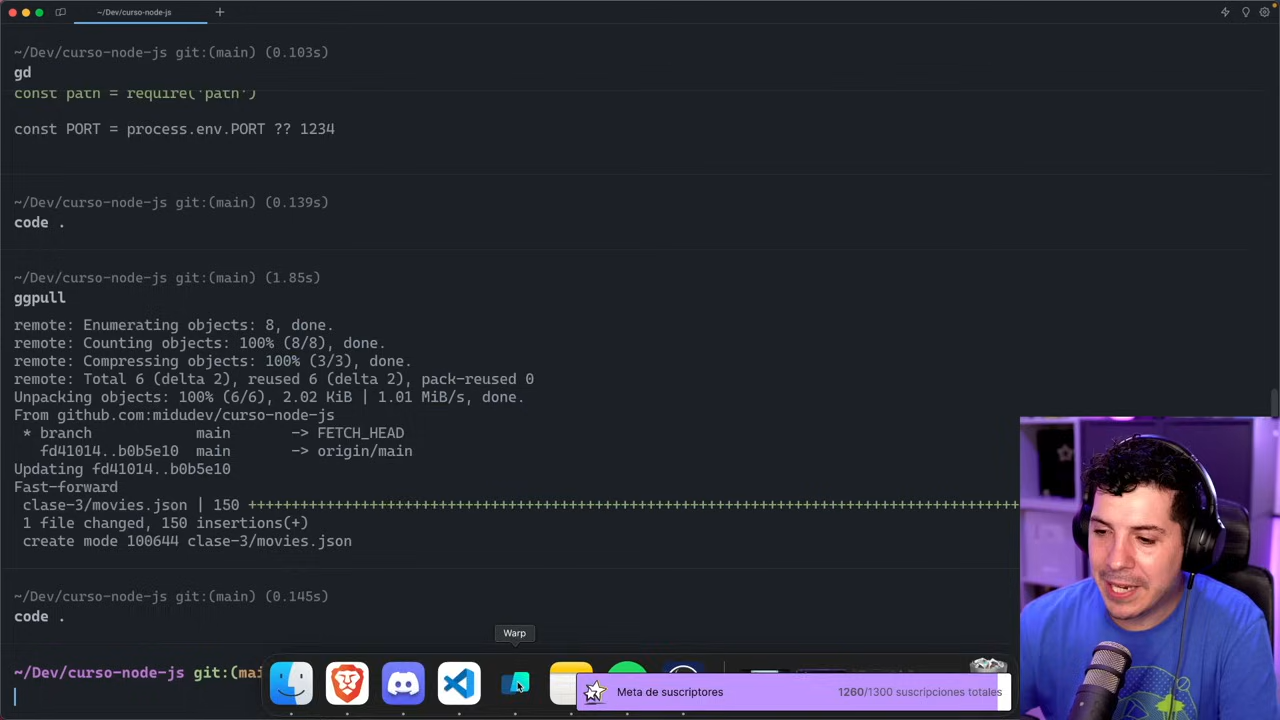 ~/Dev/curso-node-js
~/Dev/curso-node-js git:(main) (0.103s)
gd
const path = require('path')
const PORT = process.env.PORT ?? 1234
~/Dev/curso-node-js git:(main) (0.139s)
code .
~/Dev/curso-node-js git:(main) (1.85s)
ggpull
remote: Enumerating objects: 8, done.
remote: Counting objects: 100% (8/8), done.
remote: Compressing objects: 100% (3/3), done.
remote: Total 6 (delta 2), reused 6 (delta 2), pack-reused 0
Unpacking objects: 100% (6/6), 2.02 KiB | 1.01 MiB/s, done.
From github.com:midudev/curso-node-js
* branch main -> FETCH_HEAD
fd41014..b0b5e10 main -> origin/main
Updating fd41014..b0b5e10
Fast-forward
clase-3/movies.json | 150 +++++++++++++++++++++++++++++++++++++++++++++++++++++++++++++++++++++++++++++++++++++++++
1 file changed, 150 insertions(+)
create mode 100644 clase-3/movies.json
~/Dev/curso-node-js git:(main) (0.145s)
code .
Warp
~/Dev/curso-node-js git:(mai
Meta de suscriptores 1260/1300 suscripciones totales